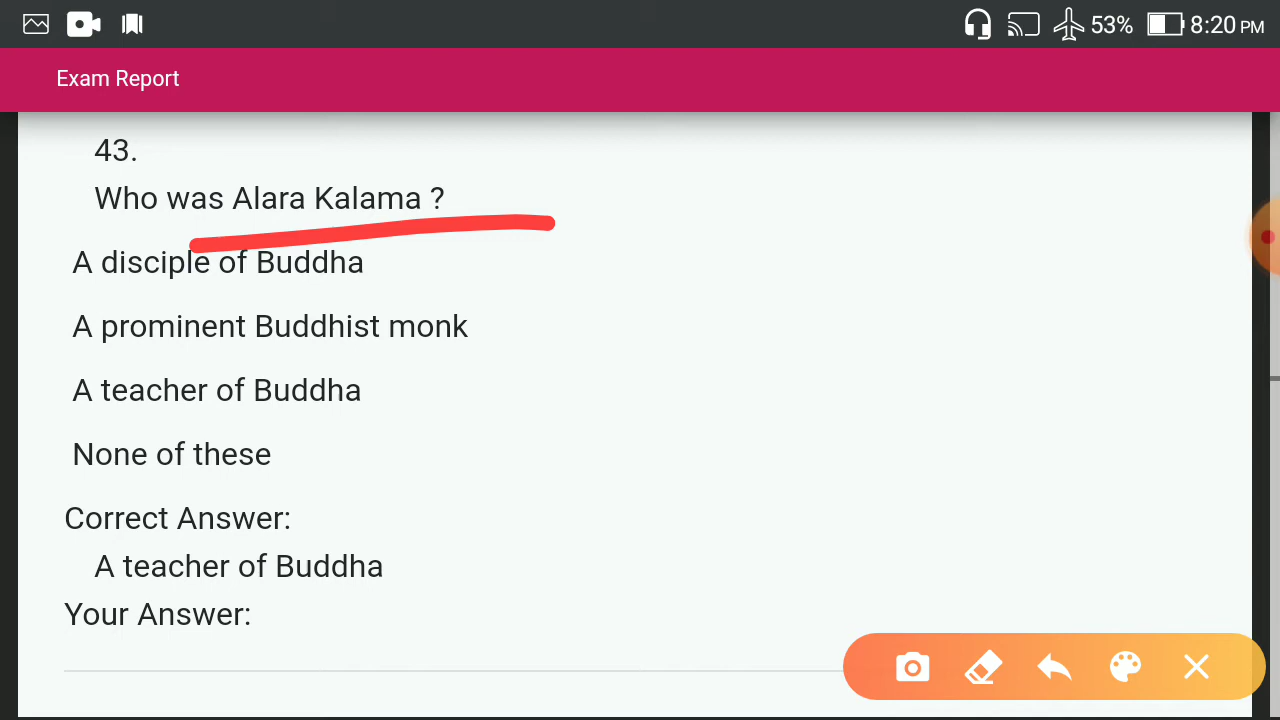 53% 8:20 PM
Exam Report
43.
Who was Alara Kalama ?
A disciple of Buddha
A prominent Buddhist monk
A teacher of Buddha
None of these
Correct Answer:
A teacher of Buddha
Your Answer: